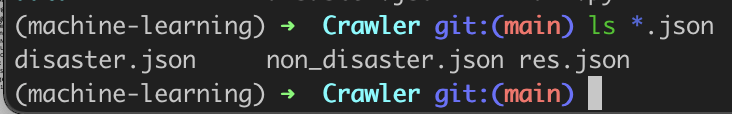 (machine-learning) ➜ Crawler git:(main) ls *.json
disaster.json non_disaster.json res.json
(machine-learning) ➜ Crawler git:(main)